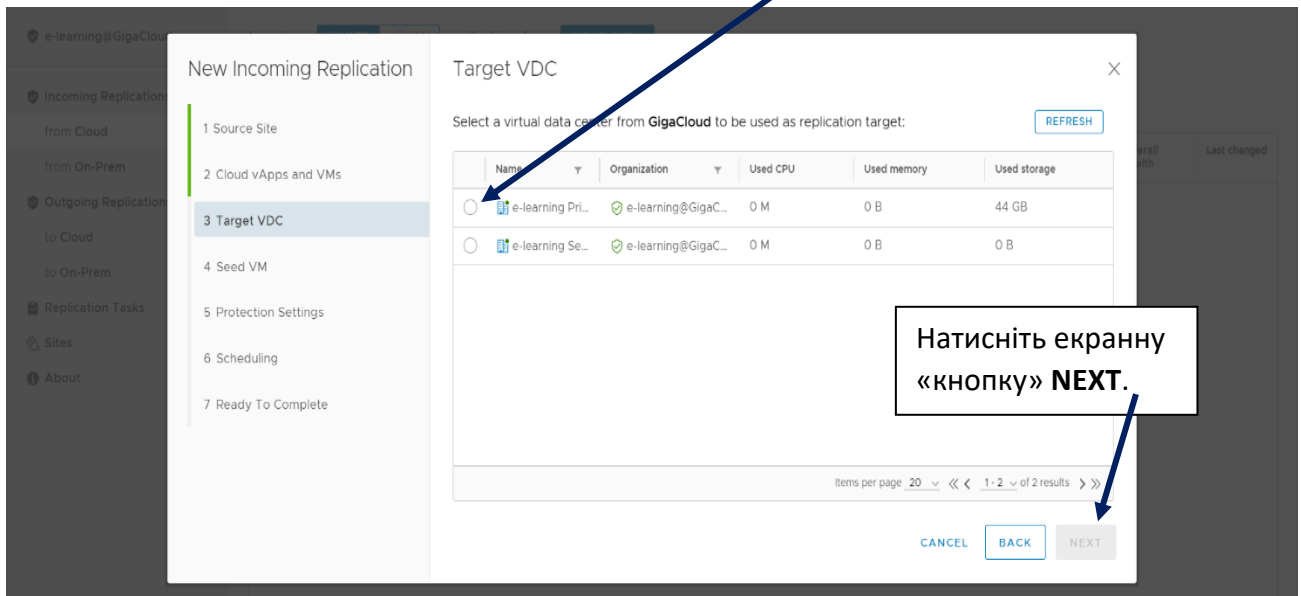 e-learning@GigaClou
Incoming Replication
from Cloud
from On-Prem
Outgoing Replication
to Cloud
to On-Prem
Replication Tasks
Sites
About
New Incoming Replication
1 Source Site
2 Cloud vApps and VMs
3 Target VDC
4 Seed VM
5 Protection Settings
6 Scheduling
7 Ready To Complete
Target VDC
Select a virtual data center from GigaCloud to be used as replication target:
REFRESH
Name Organization Used CPU Used memory Used storage
e-learning Pri... e-learning@GigaC... 0 M 0 B 44 GB
e-learning Se... e-learning@GigaC... 0 M 0 B 0 B
Натисніть екранну
«кнопку» NEXT.
Items per page 20 1 - 2 of 2 results
CANCEL BACK NEXT
Last changed